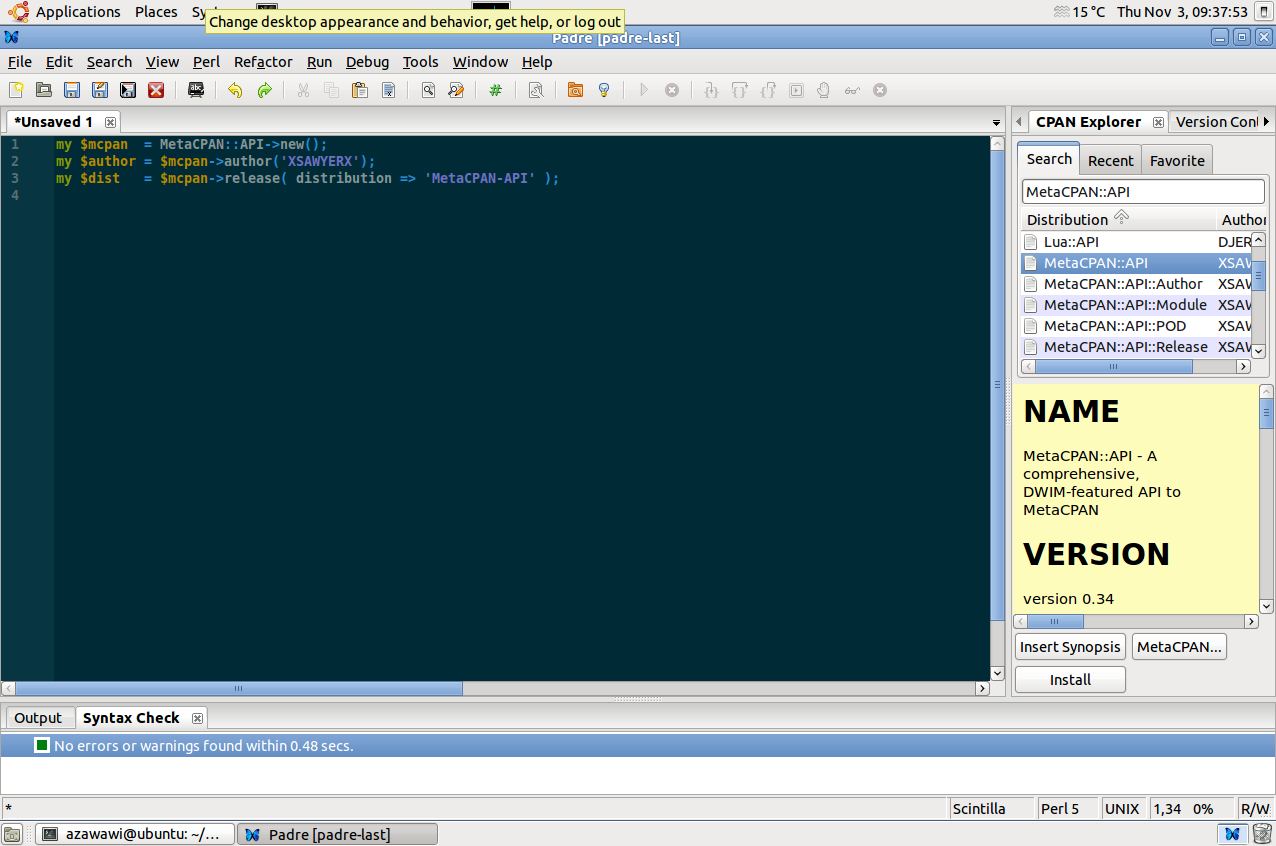 Applications Places Sy
Change desktop appearance and behavior, get help, or log out
15 °C Thu Nov 3, 09:37:53
Padre [padre-last]
File Edit Search View Perl Refactor Run Debug Tools Window Help
*Unsaved 1
1 my $mcpan  = MetaCPAN::API->new();
2 my $author = $mcpan->author('XSAWYERX');
3 my $dist   = $mcpan->release( distribution => 'MetaCPAN-API' );
4
CPAN Explorer Version Con
Search Recent Favorite
MetaCPAN::API
Distribution Author
Lua::API DJER
MetaCPAN::API XSAW
MetaCPAN::API::Author XSAW
MetaCPAN::API::Module XSAW
MetaCPAN::API::POD XSAW
MetaCPAN::API::Release XSAW
NAME
MetaCPAN::API - A
comprehensive,
DWIM-featured API to
MetaCPAN
VERSION
version 0.34
Insert Synopsis MetaCPAN...
Install
Output Syntax Check
No errors or warnings found within 0.48 secs.
* Scintilla Perl 5 UNIX 1,34 0% R/W
azawawi@ubuntu: ~/... Padre [padre-last]